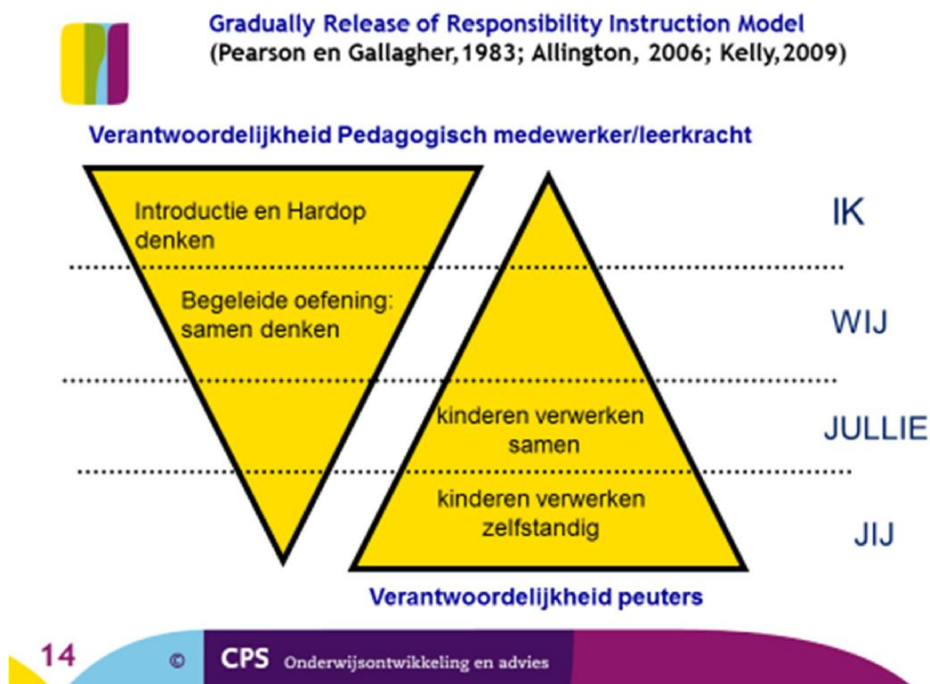 Gradually Release of Responsibility Instruction Model
(Pearson en Gallagher,1983; Allington, 2006; Kelly,2009)
Verantwoordelijkheid Pedagogisch medewerker/leerkracht
Introductie en Hardop
denken
IK
Begeleide oefening:
samen denken
WIJ
kinderen verwerken
samen
JULLIE
kinderen verwerken
zelfstandig
JIJ
Verantwoordelijkheid peuters
14
© CPS Onderwijsontwikkeling en advies